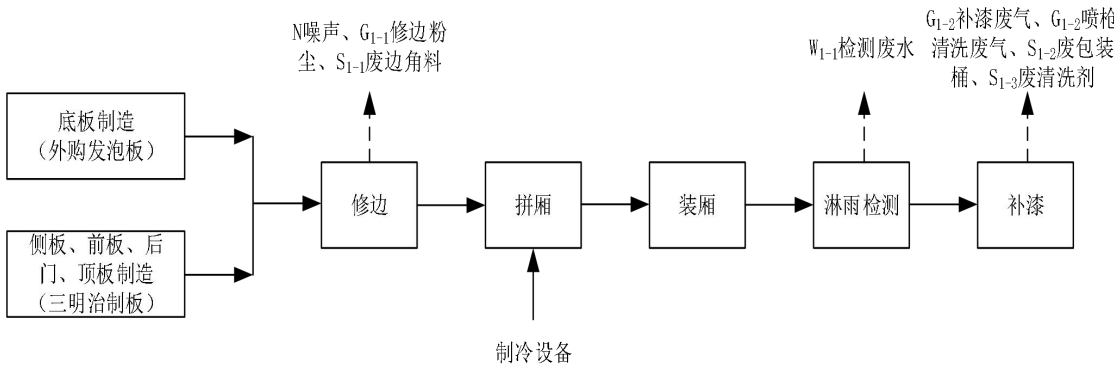 N噪声、G1-1修边粉
尘、S1-1废边角料
W1-1检测废水
G1-2补漆废气、G1-2喷枪
清洗废气、S1-2废包装
桶、S1-3废清洗剂
底板制造
(外购发泡板)
侧板、前板、后
门、顶板制造
(三明治制板)
修边
拼厢
装厢
淋雨检测
补漆
制冷设备